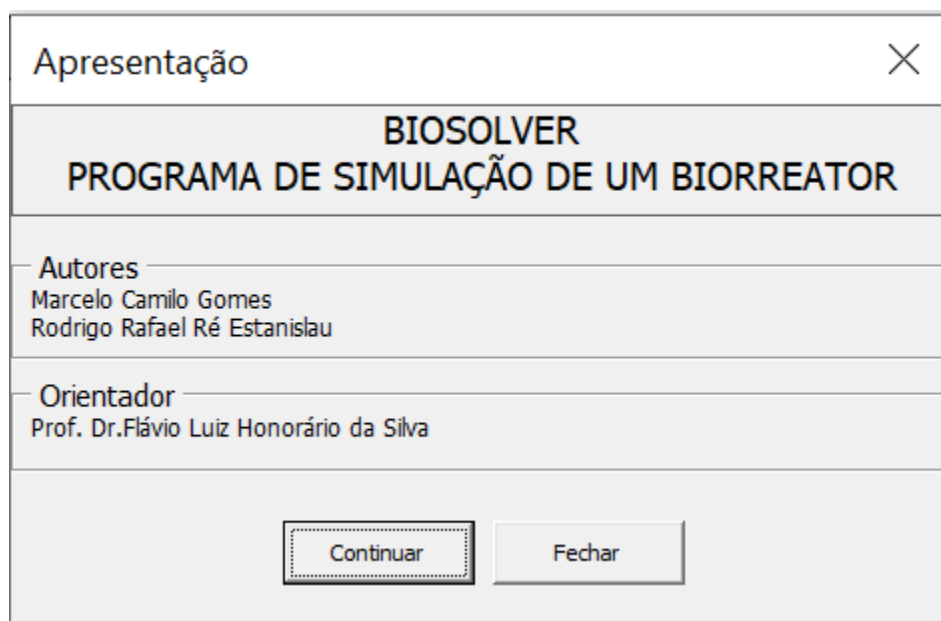 Apresentação
BIOSOLVER
PROGRAMA DE SIMULAÇÃO DE UM BIORREATOR
Autores
Marcelo Camilo Gomes
Rodrigo Rafael Ré Estanislau
Orientador
Prof. Dr.Flávio Luiz Honorário da Silva
Continuar
Fechar